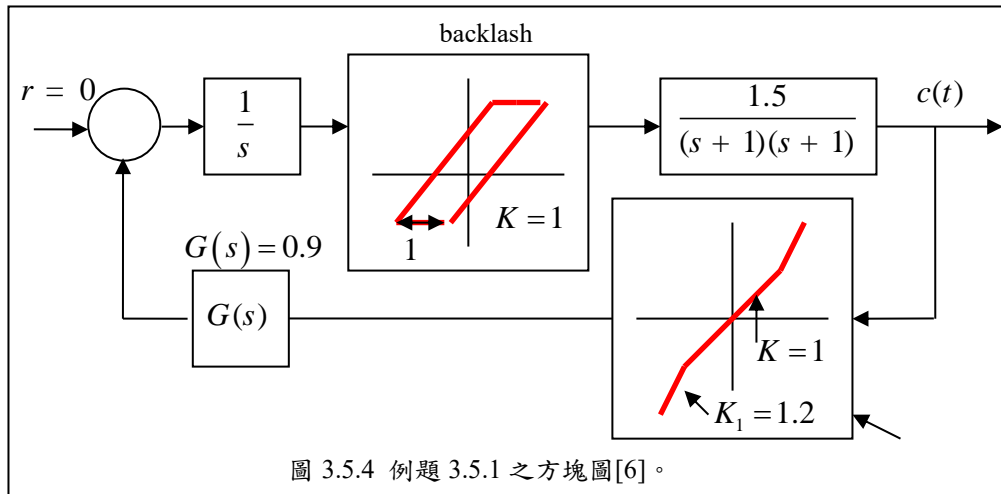 backlash
r = 0
1
s
K = 1
1
1.5
(s + 1)(s + 1)
c(t)
G(s) = 0.9
G(s)
K = 1
K₁ = 1.2
圖 3.5.4 例題 3.5.1 之方塊圖[6]。